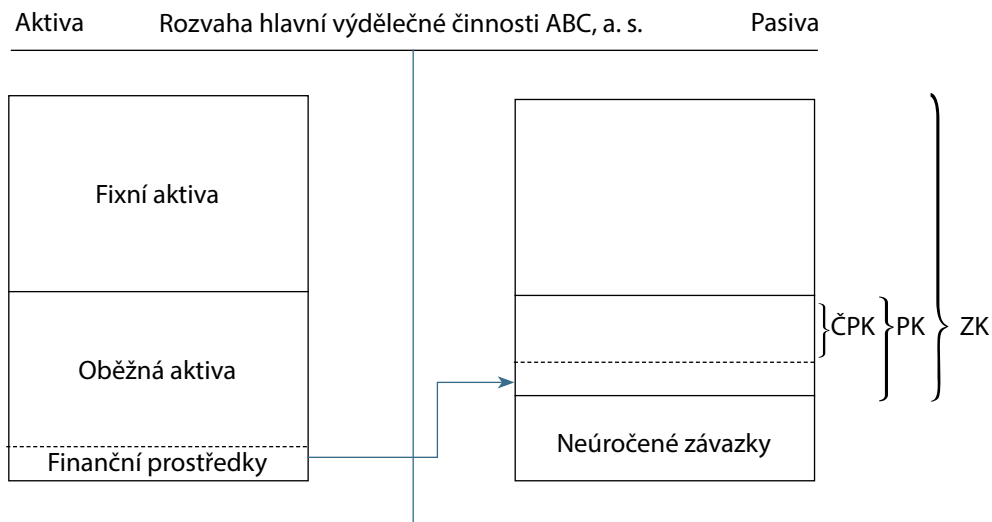 Aktiva Rozvaha hlavní výdělečné činnosti ABC, a. s. Pasiva
Fixní aktiva
Oběžná aktiva
Finanční prostředky
ČPK PK ZK
Neúročené závazky